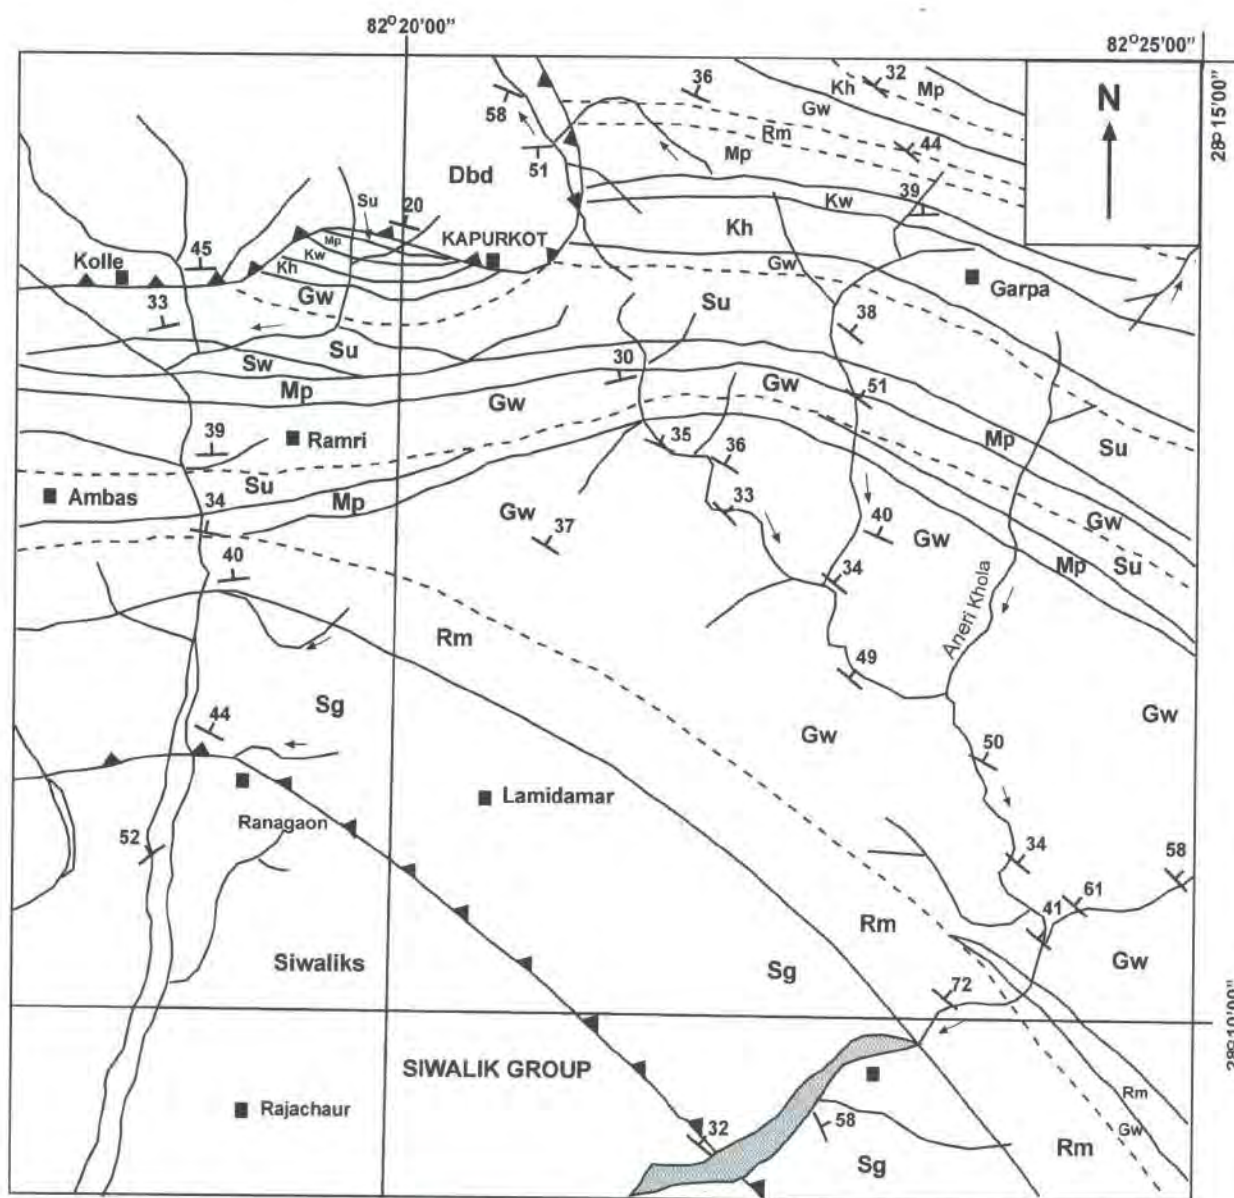 82°20'00"
82°25'00"
36
32
Kh
Mp
N
58
Gw
28° 15'00"
Rm
44
51
Mp
Dbd
Su
20
39
Kw
Mp
KAPURKOT
Kh
45
Kolle
Kw
Kh
Gw
Garpa
Gw
Su
33
38
Su
Sw
30
Mp
Gw
Gw
51
39
Ramri
35
Mp
Su
36
Su
Ambas
34
Mp
33
Gw
Gw
37
40
Gw
Su
Mp
40
34
Aneri Khola
Rm
49
Sg
Gw
44
Gw
50
Lamidamar
Ranagaon
52
34
58
61
41
Rm
Siwaliks
Gw
Sg
72
28° 10'00"
SIWALIK GROUP
Rajachaur
Rm
32
58
Gw
Rm
Sg